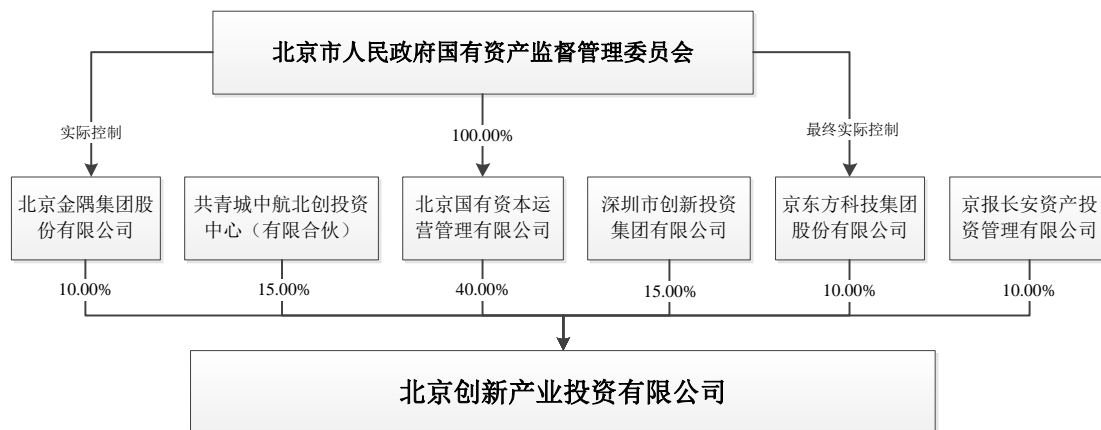 北京市人民政府国有资产监督管理委员会
实际控制
100.00%
最终实际控制
北京金隅集团股
份有限公司
共青城中航北创投资
中心（有限合伙）
北京国有资本运
营管理有限公司
深圳市创新投资
集团有限公司
京东方科技集团
股份有限公司
京报长安资产投
资管理有限公司
10.00%
15.00%
40.00%
15.00%
10.00%
10.00%
北京创新产业投资有限公司